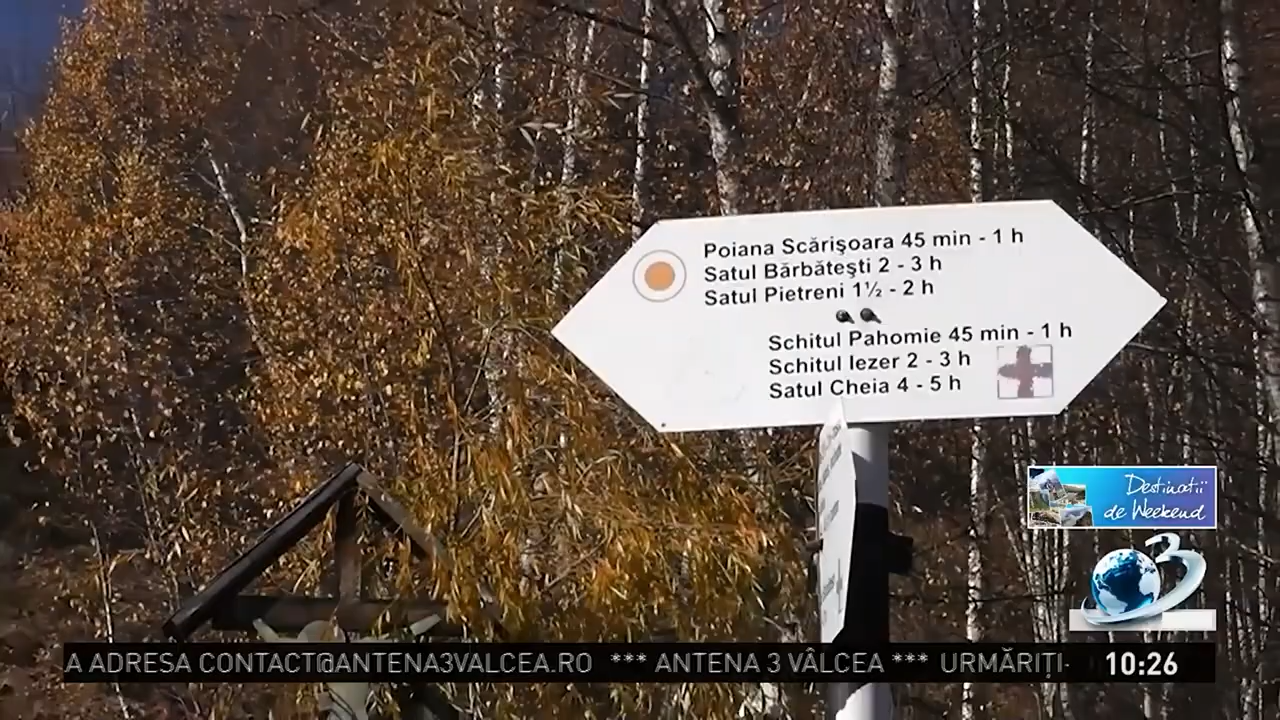 Poiana Scărişoara 45 min - 1 h
Satul Bărbăteşti 2 - 3 h
Satul Pietreni 1½ - 2 h
Schitul Pahomie 45 min - 1 h
Schitul Iezer 2 - 3 h
Satul Cheia 4 - 5 h
Destinatii
de Weekend
3
A ADRESA CONTACT@ANTENA3VALCEA.RO *** ANTENA 3 VÂLCEA *** URMĂRIȚI-
10:26